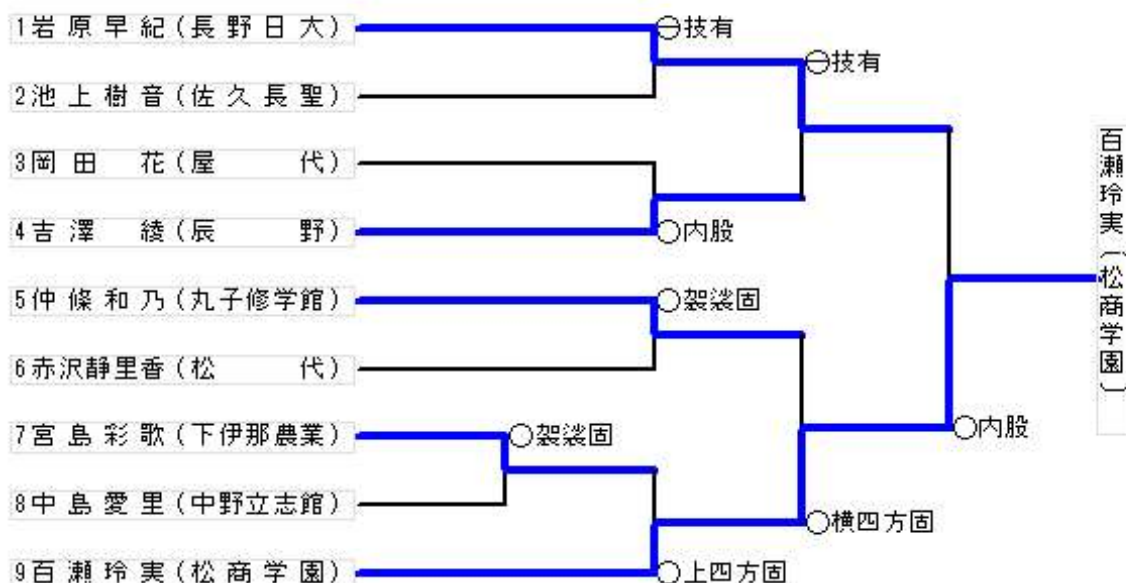 1岩原早紀(長野日大)
○技有
○技有
2池上樹音(佐久長聖)
3岡田 花(屋 代)
4吉澤 綾(辰 野)
○内股
5仲條和乃(丸子修学館)
○袈裟固
6赤沢静里香(松 代)
7宮島彩歌(下伊那農業)
○袈裟固
8中島愛里(中野立志館)
9百瀬玲実(松商学園)
○上四方固
○横四方固
○内股
百瀬玲実(松商学園)